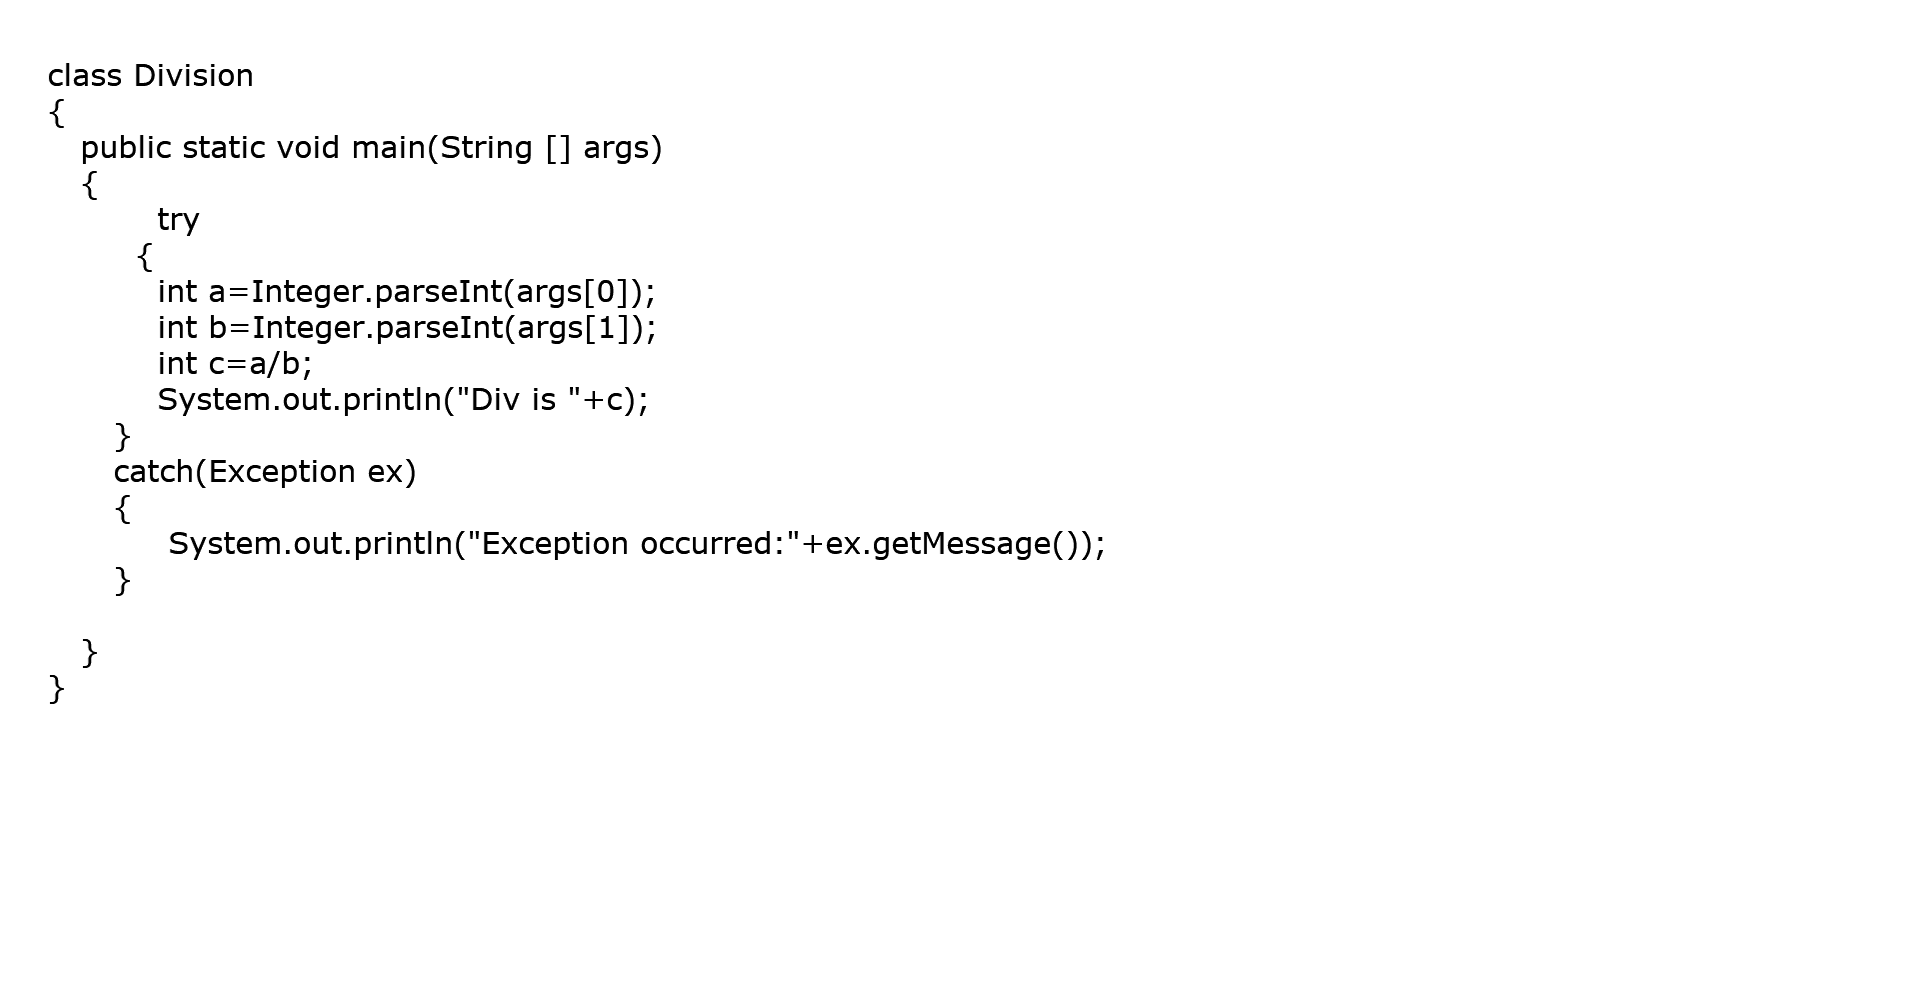 class Division
{
public static void main(String [] args)
{
try
{
int a=Integer.parseInt(args[0]);
int b=Integer.parseInt(args[1]);
int c=a/b;
System.out.println("Div is "+c);
}
catch(Exception ex)
{
System.out.println("Exception occurred:"+ex.getMessage());
}
}
}